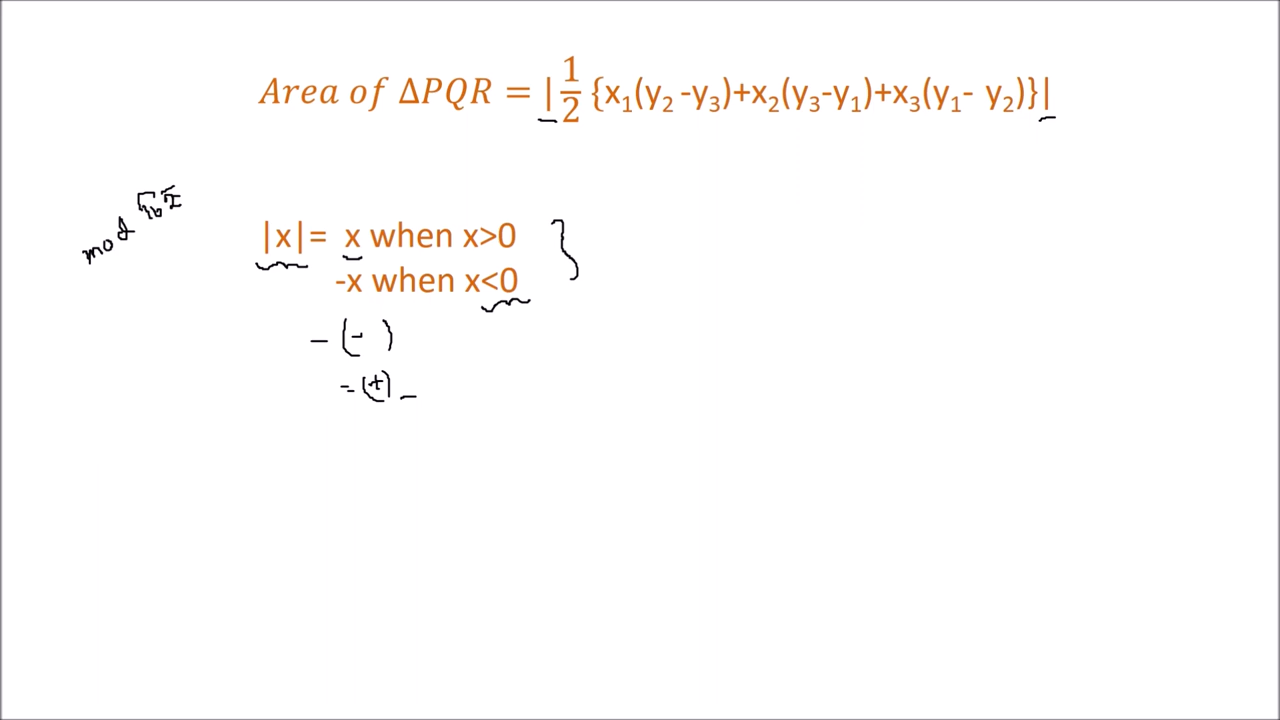 Area of ΔPQR = |1/2 {x₁(y₂ -y₃)+x₂(y₃-y₁)+x₃(y₁- y₂)}|
mod
|x|= x when x>0
-x when x<0
- (- )
= (+)